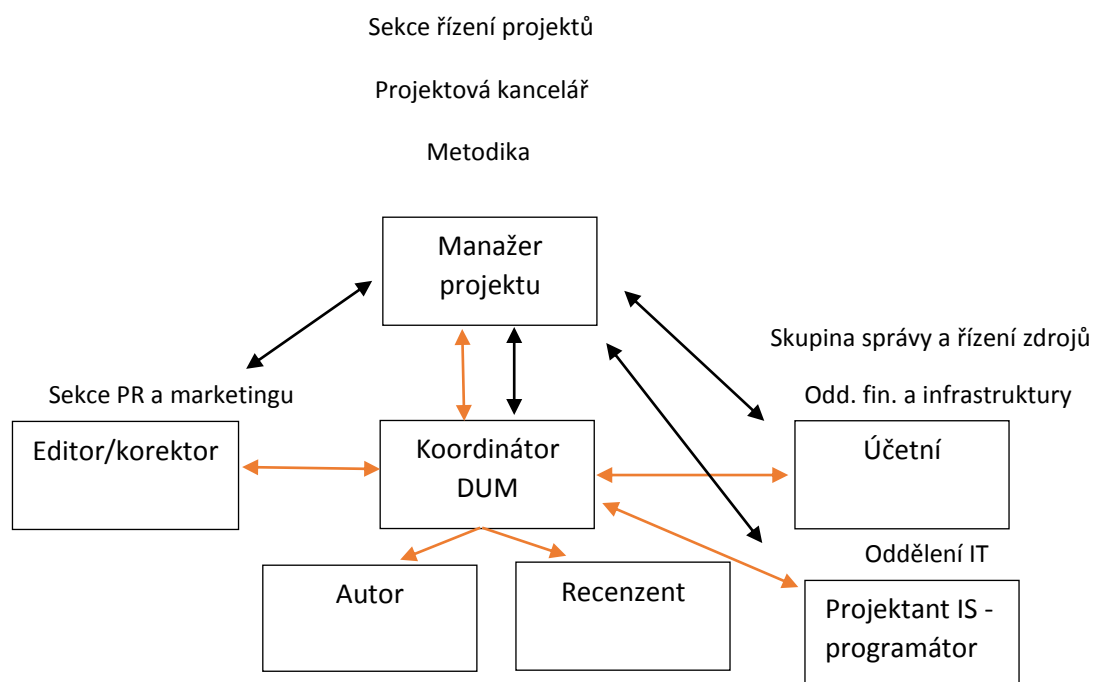 Sekce řízení projektů
Projektová kancelář
Metodika
Manažer
projektu
Skupina správy a řízení zdrojů
Sekce PR a marketingu
Odd. fin. a infrastruktury
Editor/korektor
Koordinátor
DUM
Účetní
Oddělení IT
Autor
Recenzent
Projektant IS -
programátor